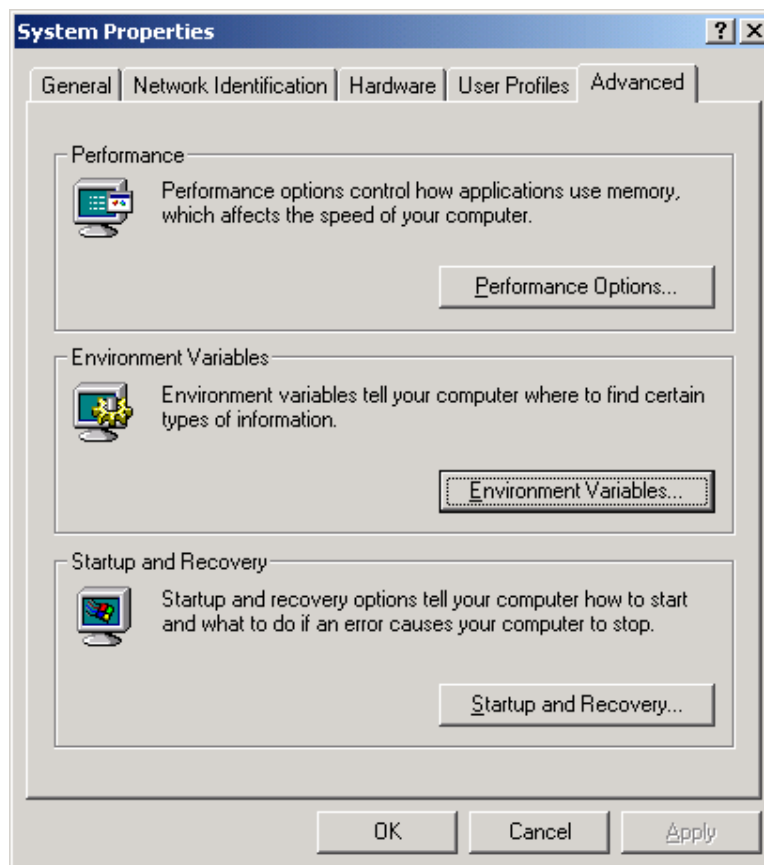 System Properties
General Network Identification Hardware User Profiles Advanced
Performance
Performance options control how applications use memory,
which affects the speed of your computer.
Performance Options...
Environment Variables
Environment variables tell your computer where to find certain
types of information.
Environment Variables...
Startup and Recovery
Startup and recovery options tell your computer how to start
and what to do if an error causes your computer to stop.
Startup and Recovery...
OK Cancel Apply